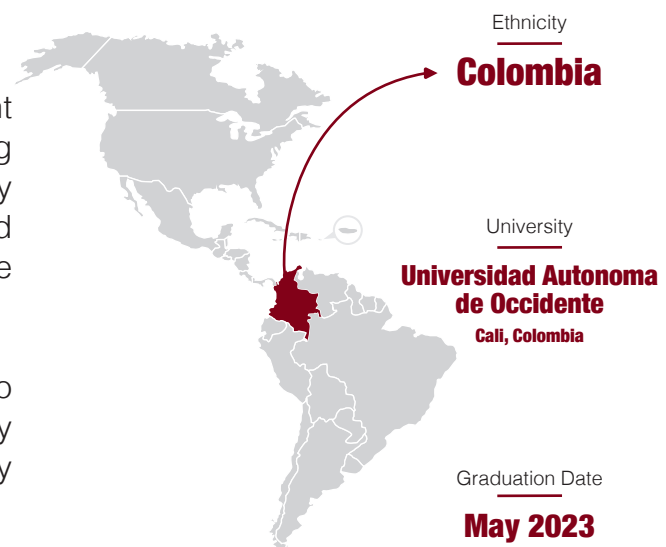 Ethnicity
Colombia
University
Universidad Autonoma
de Occidente
Cali, Colombia
Graduation Date
May 2023